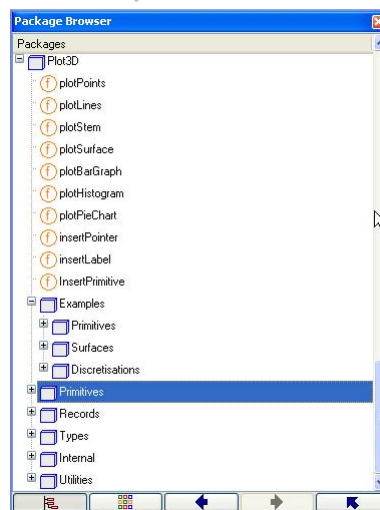 Package Browser
Packages
Plot3D
plotPoints
plotLines
plotStem
plotSurface
plotBarGraph
plotHistogram
plotPieChart
insertPointer
insertLabel
InsertPrimitive
Examples
Primitives
Surfaces
Discretisations
Primitives
Records
Types
Internal
Utilities